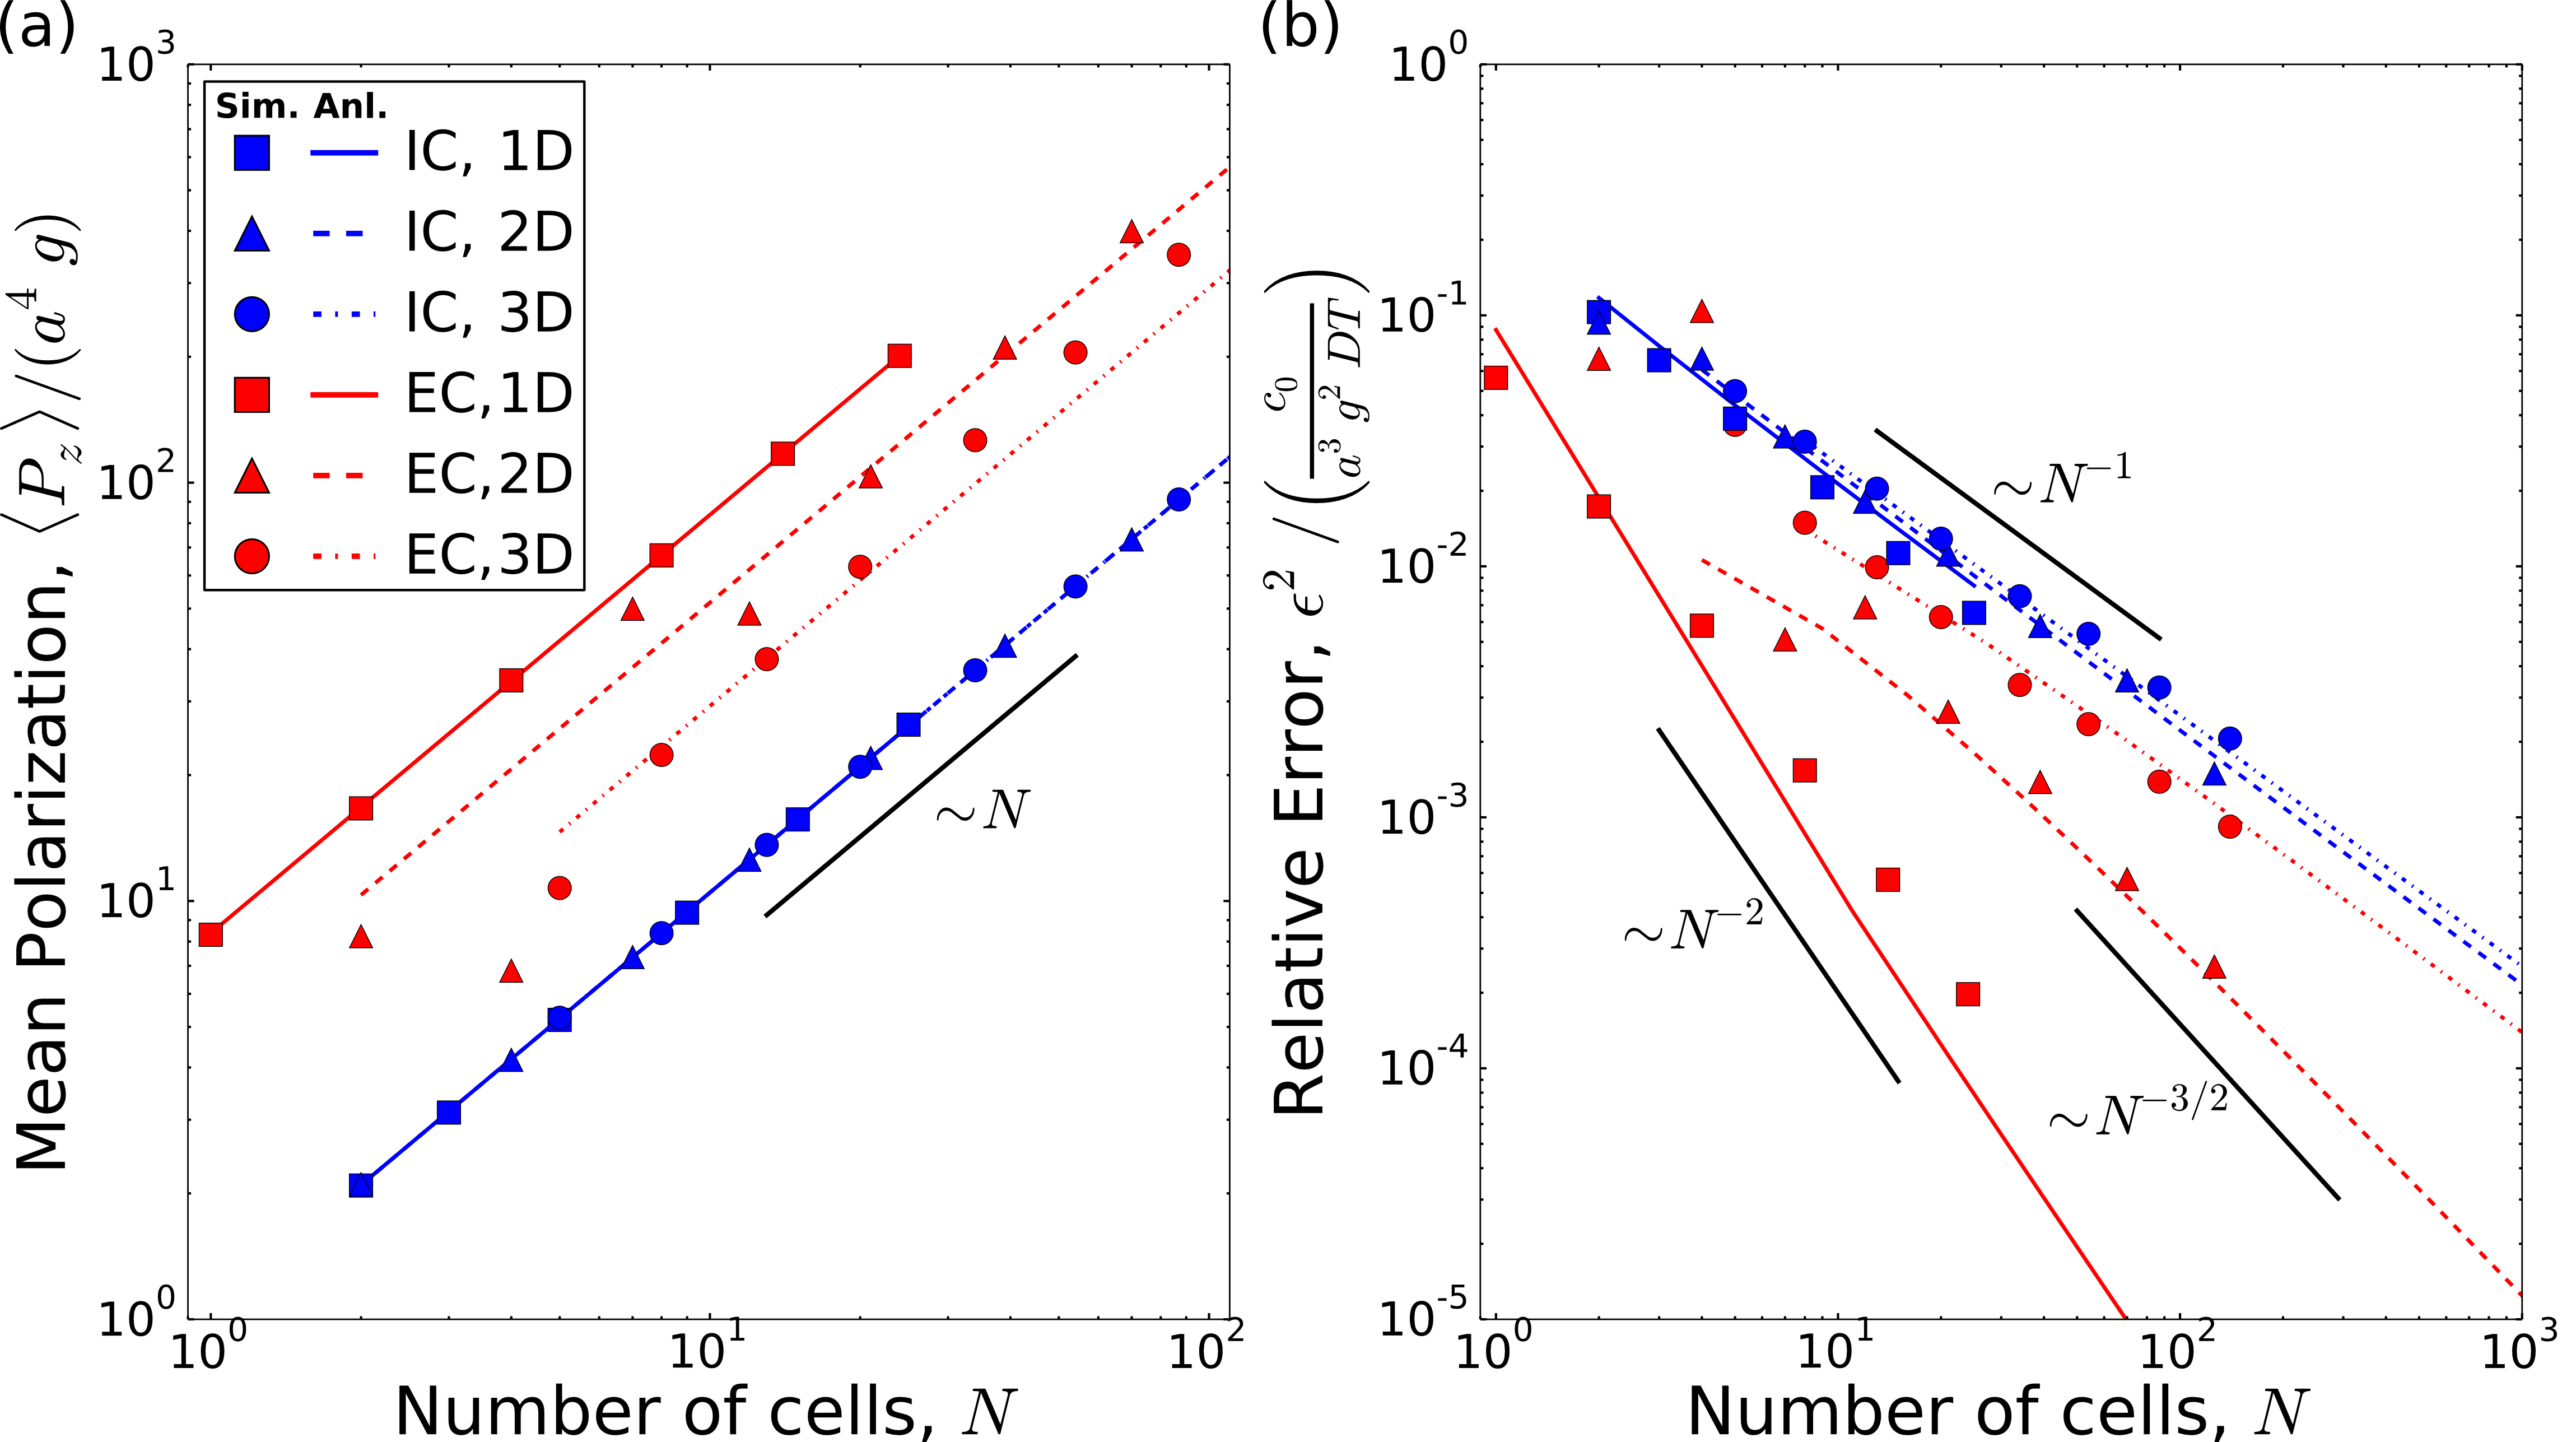 (a)
10^3
10^2
10^1
10^0
Mean Polarization, ⟨P_z⟩/(a^4 g)
Sim. Anl.
IC, 1D
IC, 2D
IC, 3D
EC,1D
EC,2D
EC,3D
~N
10^0 10^1 10^2
Number of cells, N
(b)
10^0
10^-1
10^-2
10^-3
10^-4
10^-5
Relative Error, ϵ^2 / (c_0 / (a^3 g^2 DT))
~N^{-1}
~N^{-2}
~N^{-3/2}
10^0 10^1 10^2 10^3
Number of cells, N